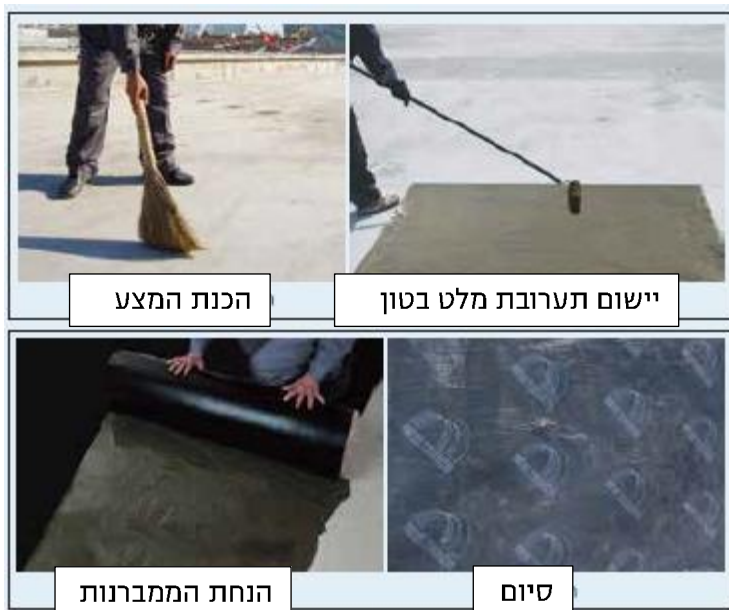 הכנת המצע
יישום תערובת מלט בטון
הנחת הממברנות
סיום